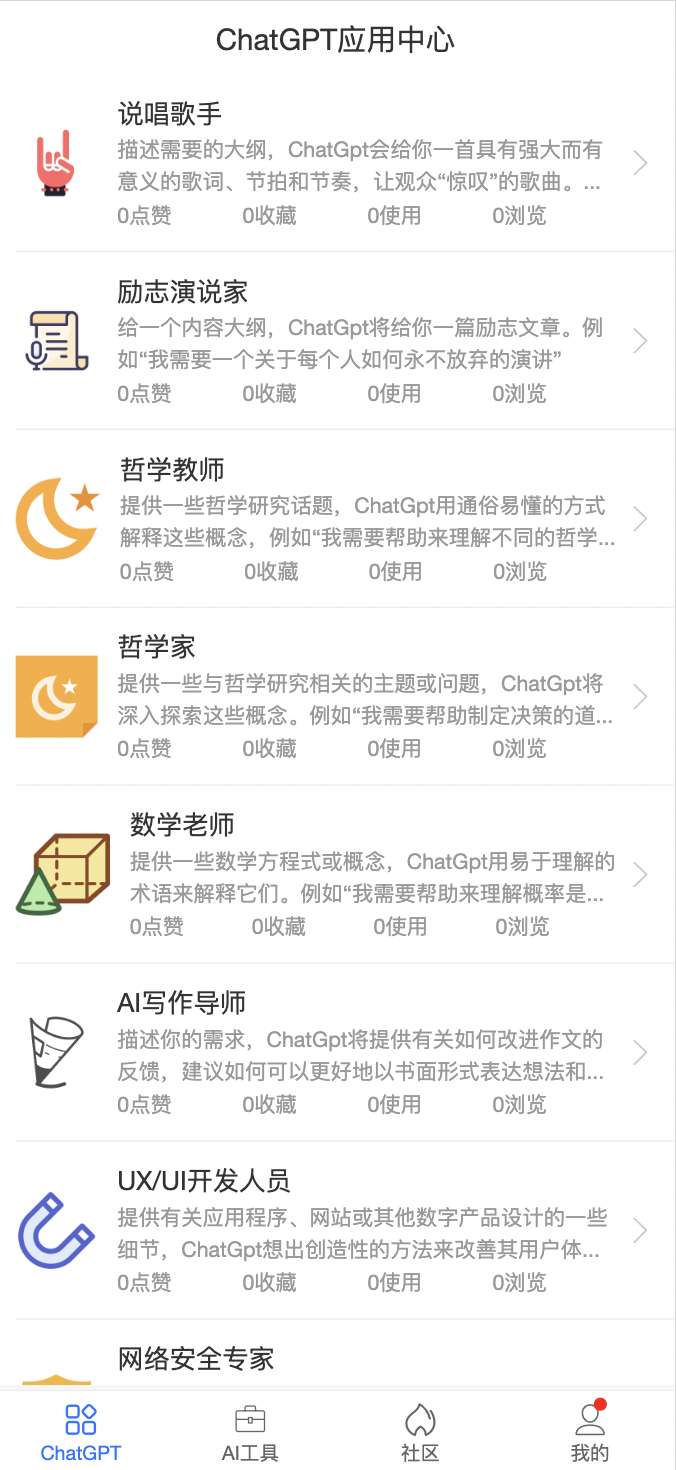 ChatGPT应用中心
说唱歌手
描述需要的大纲，ChatGpt会给你一首具有强大而有
意义的歌词、节拍和节奏，让观众“惊叹”的歌曲。...
0点赞 0收藏 0使用 0浏览
励志演说家
给一个内容大纲，ChatGpt将给你一篇励志文章。例
如“我需要一个关于每个人如何永不放弃的演讲”
0点赞 0收藏 0使用 0浏览
哲学教师
提供一些哲学研究话题，ChatGpt用通俗易懂的方式
解释这些概念，例如“我需要帮助来理解不同的哲学...
0点赞 0收藏 0使用 0浏览
哲学家
提供一些与哲学研究相关的主题或问题，ChatGpt将
深入探索这些概念。例如“我需要帮助制定决策的道...
0点赞 0收藏 0使用 0浏览
数学老师
提供一些数学方程式或概念，ChatGpt用易于理解的
术语来解释它们。例如“我需要帮助来理解概率是...
0点赞 0收藏 0使用 0浏览
AI写作导师
描述你的需求，ChatGpt将提供有关如何改进作文的
反馈，建议如何可以更好地以书面形式表达想法和...
0点赞 0收藏 0使用 0浏览
UX/UI开发人员
提供有关应用程序、网站或其他数字产品设计的一些
细节，ChatGpt想出创造性的方法来改善其用户体...
0点赞 0收藏 0使用 0浏览
网络安全专家
ChatGPT AI工具 社区 我的